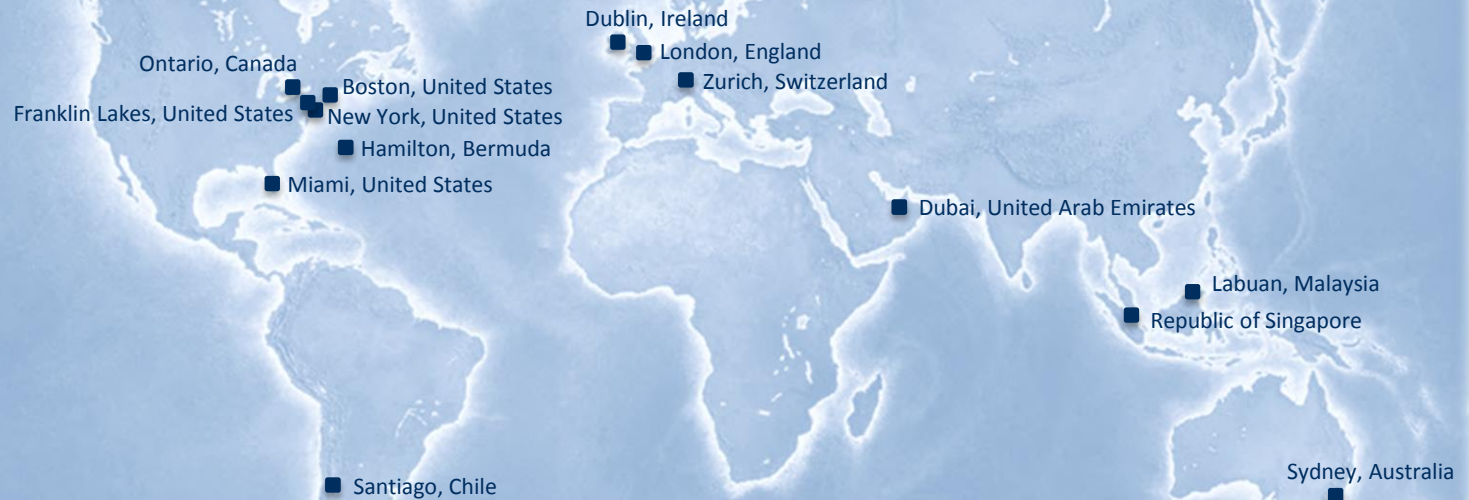 Dublin, Ireland
London, England
Ontario, Canada
Zurich, Switzerland
Boston, United States
Franklin Lakes, United States
New York, United States
Hamilton, Bermuda
Miami, United States
Dubai, United Arab Emirates
Labuan, Malaysia
Republic of Singapore
Sydney, Australia
Santiago, Chile